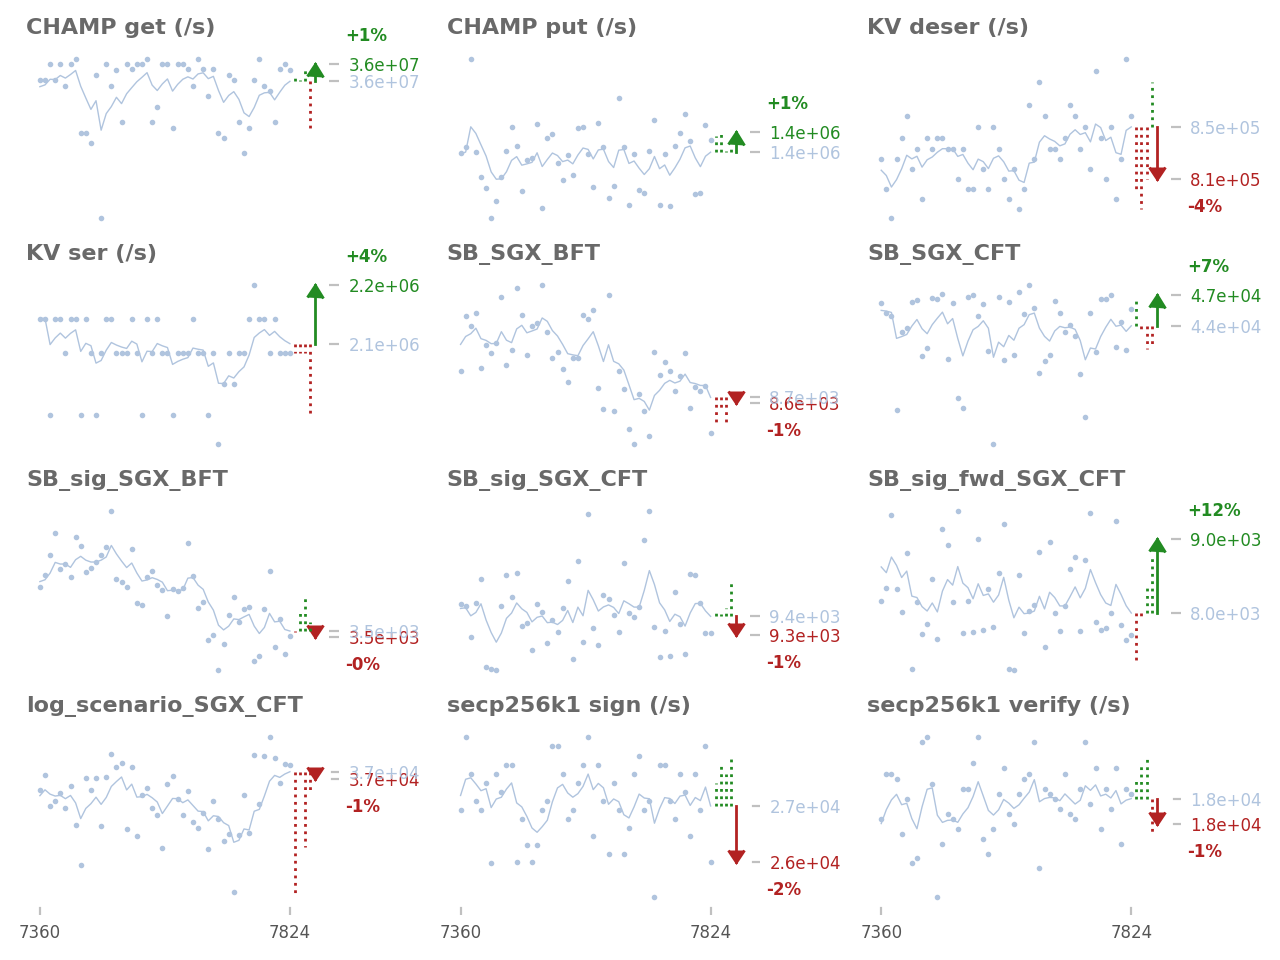 CHAMP get (/s)
+1%
3.6e+07
3.6e+07
CHAMP put (/s)
+1%
1.4e+06
1.4e+06
KV deser (/s)
8.5e+05
8.1e+05
-4%
KV ser (/s)
+4%
2.2e+06
2.1e+06
SB_SGX_BFT
8.7e+03
8.6e+03
-1%
SB_SGX_CFT
+7%
4.7e+04
4.4e+04
SB_sig_SGX_BFT
3.5e+03
3.5e+03
-0%
SB_sig_SGX_CFT
9.4e+03
9.3e+03
-1%
SB_sig_fwd_SGX_CFT
+12%
9.0e+03
8.0e+03
log_scenario_SGX_CFT
3.7e+04
3.7e+04
-1%
secp256k1 sign (/s)
2.7e+04
2.6e+04
-2%
secp256k1 verify (/s)
1.8e+04
1.8e+04
-1%
7360 7824
7360 7824
7360 7824